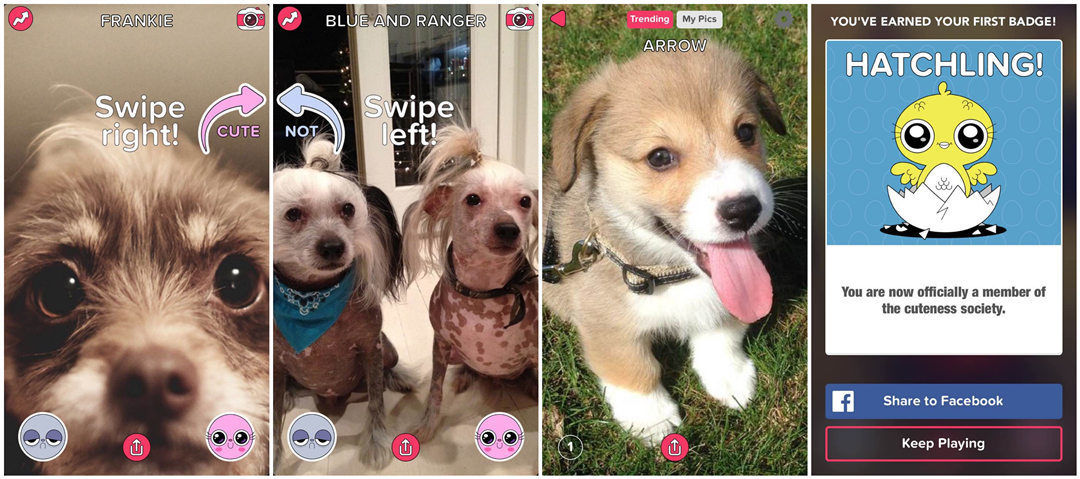 FRANKIE
Swipe
right!
CUTE
BLUE AND RANGER
NOT
Swipe
left!
Trending
My Pics
ARROW
1
YOU'VE EARNED YOUR FIRST BADGE!
HATCHLING!
You are now officially a member of
the cuteness society.
f
Share to Facebook
Keep Playing